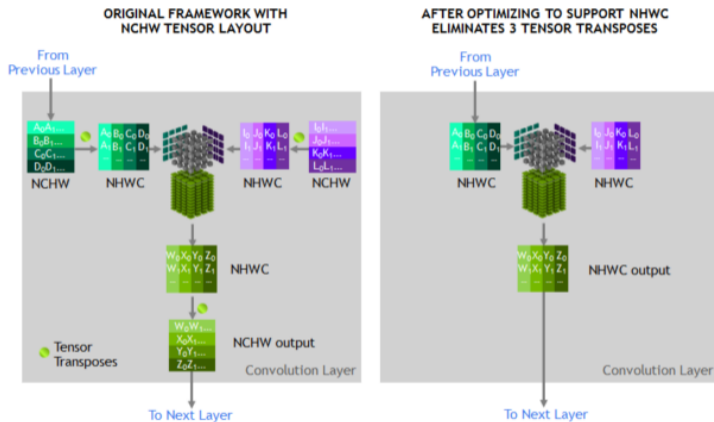 ORIGINAL FRAMEWORK WITH
NCHW TENSOR LAYOUT
From
Previous Layer
A₀A₁...
B₀B₁...
C₀C₁...
D₀D₁...
NCHW
A₀ B₀ C₀ D₀
A₁ B₁ C₁ D₁
... ... ... ...
NHWC
I₀ J₀ K₀ L₀
I₁ J₁ K₁ L₁
... ... ... ...
NHWC
I₀I₁...
J₀J₁...
K₀K₁...
L₀L₁...
NCHW
W₀ X₀ Y₀ Z₀
W₁ X₁ Y₁ Z₁
... ... ... ...
NHWC
W₀W₁...
X₀X₁...
Y₀Y₁...
Z₀Z₁...
NCHW output
Tensor
Transposes
Convolution Layer
To Next Layer
AFTER OPTIMIZING TO SUPPORT NHWC
ELIMINATES 3 TENSOR TRANSPOSES
From
Previous Layer
A₀ B₀ C₀ D₀
A₁ B₁ C₁ D₁
... ... ... ...
NHWC
I₀ J₀ K₀ L₀
I₁ J₁ K₁ L₁
... ... ... ...
NHWC
W₀ X₀ Y₀ Z₀
W₁ X₁ Y₁ Z₁
... ... ... ...
NHWC output
Convolution Layer
To Next Layer